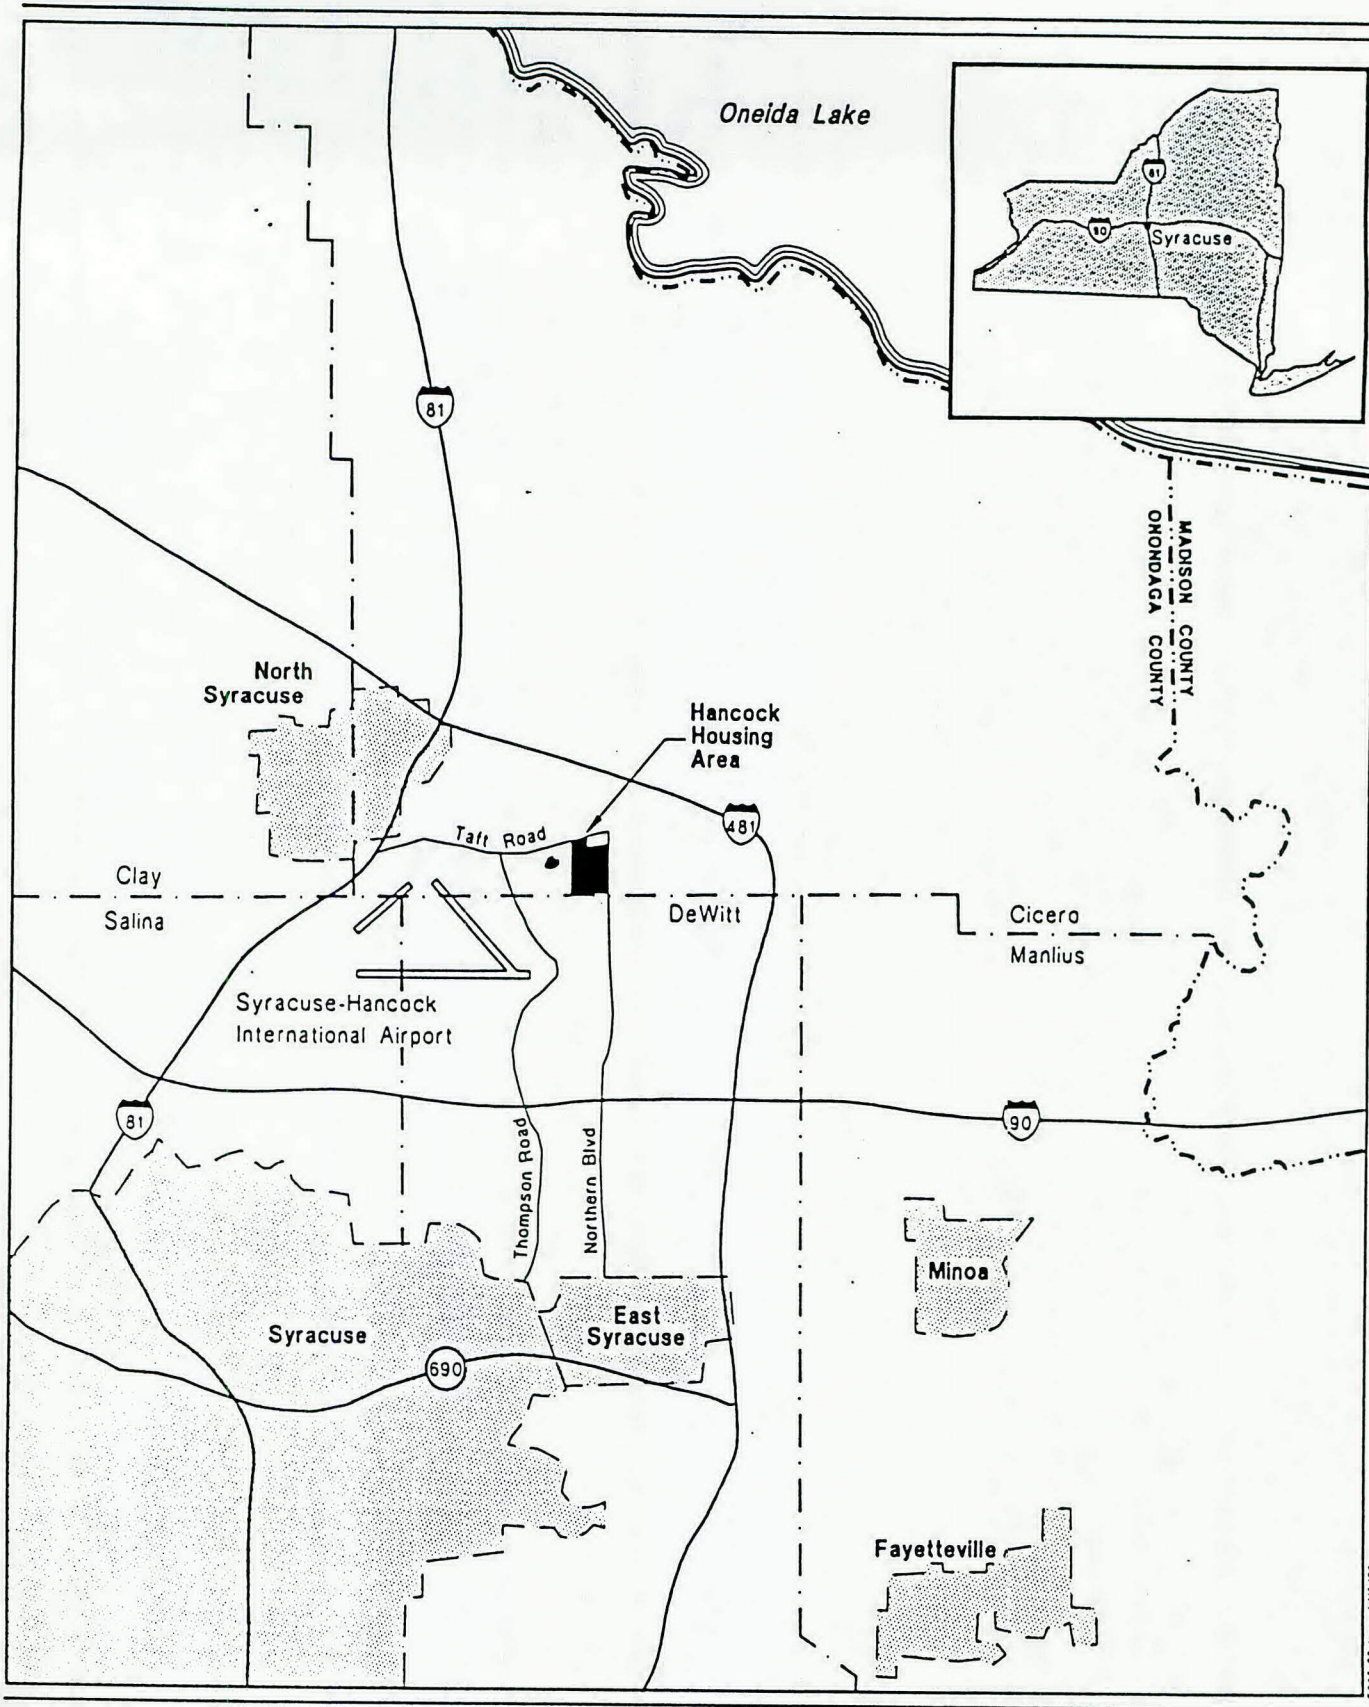 Oneida Lake
81
90
Syracuse
81
MADISON COUNTY
ONONDAGA COUNTY
North
Syracuse
Hancock
Housing
Area
481
Taft Road
Clay
Salina
DeWitt
Cicero
Manlius
Syracuse-Hancock
International Airport
81
90
Thompson Road
Northern Blvd
Minoa
East
Syracuse
Syracuse
690
Fayetteville